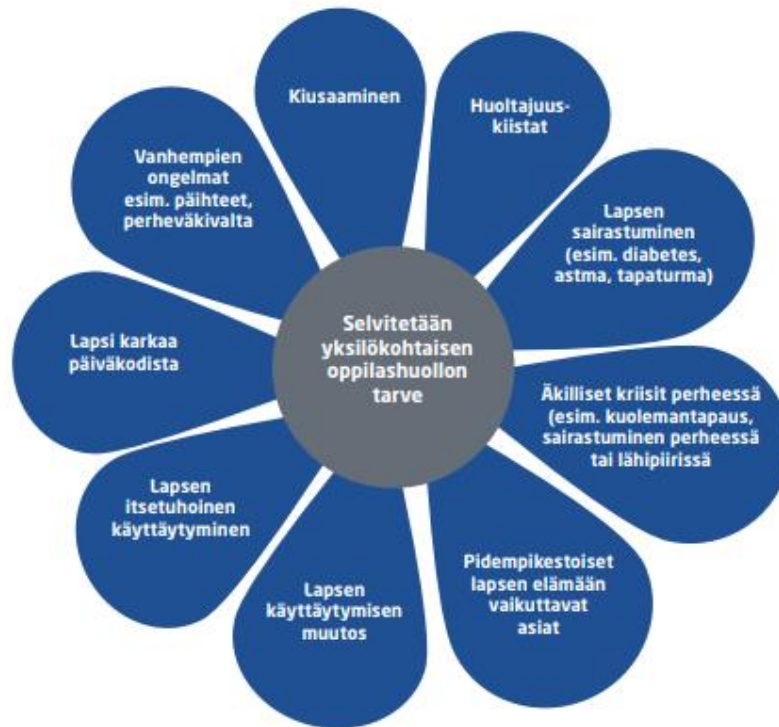 Kiusaaminen
Huoltajuus-
kiistat
Lapsen
sairastuminen
(esim. diabetes,
astma, tapaturma)
Äkilliset kriisit perheessä
(esim. kuolemantapaus,
sairastuminen perheessä
tai lähipiirissä
Pidempikestoiset
lapsen elämään
vaikuttavat
asiat
Lapsen
käyttäytymisen
muutos
Lapsen
itsetuhoinen
käyttäytyminen
Lapsi karkaa
päiväkodista
Vanhempien
ongelmat
esim. päihteet,
perheväkivalta
Selvitetään
yksilökohtaisen
oppilashuollon
tarve